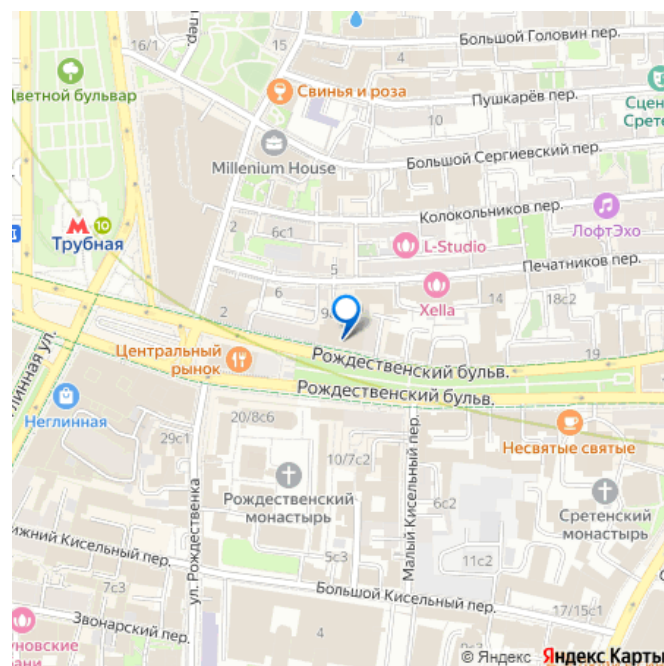 16/1
пер.
15
4
Большой Головин пер.
Цветной бульвар
Свинья и роза
Пушкарёв пер.
Сцен
Срете
10
Millenium House
Большой Сергиевский пер.
2
6с1
Колокольников пер.
ЛофтЭхо
М
10
Трубная
L-Studio
5
Печатников пер.
6
Xella
14
18с2
2
Центральный
рынок
Рождественский бульв.
19
Рождественский бульв.
Неглинная
20/8с6
Несвятые святые
29с1
10/7с2
Малый Кисельный пер.
6с2
Рождественский
монастырь
ул. Рождественка
Сретенский
монастырь
5с3
11с2
7с3
Большой Кисельный пер.
17/15с1
Звонарский пер.
4
© Яндекс Яндекс Карты